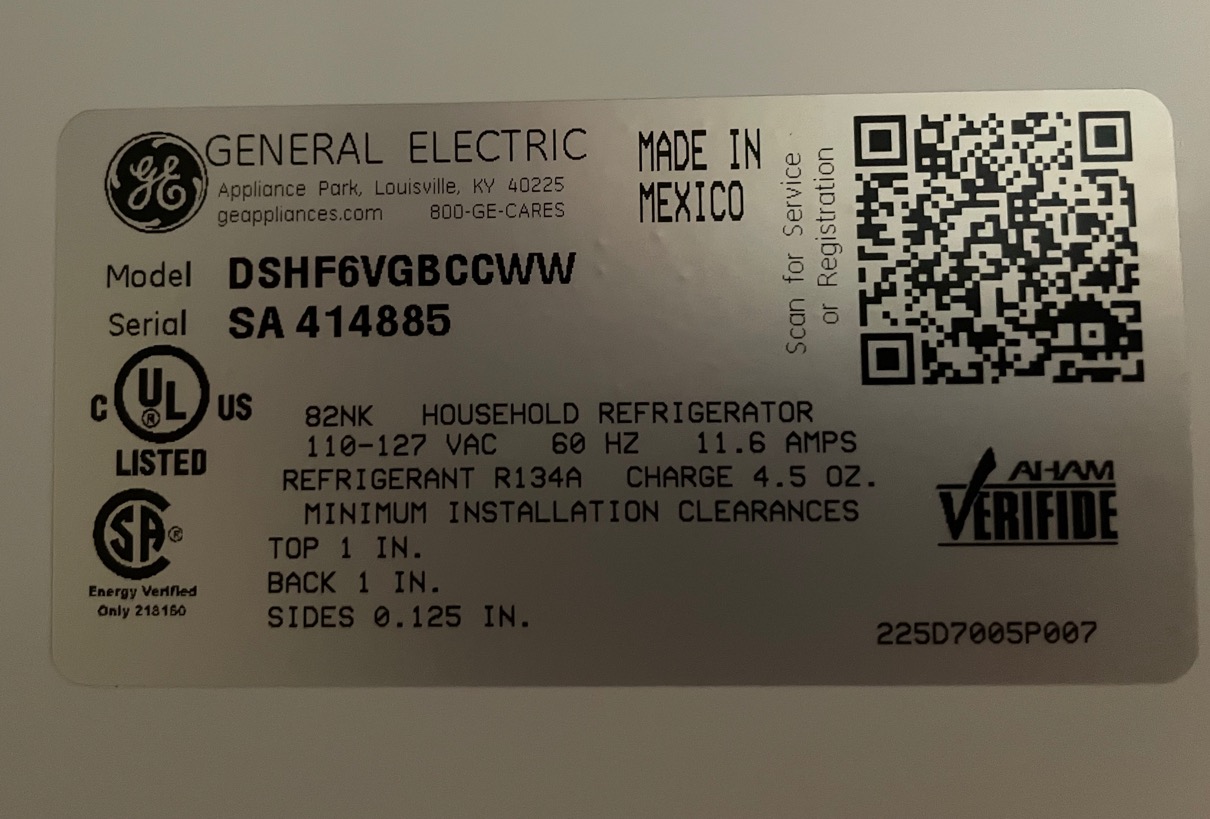 GE GENERAL ELECTRIC
Appliance Park, Louisville, KY 40225
geappliances.com 800-GE-CARES
MADE IN
MEXICO
Scan for Service
or Registration
Model DSHF6VGBCCWW
Serial SA 414885
C UL ® US
LISTED
82NK HOUSEHOLD REFRIGERATOR
110-127 VAC 60 HZ 11.6 AMPS
REFRIGERANT R134A CHARGE 4.5 OZ.
MINIMUM INSTALLATION CLEARANCES
TOP 1 IN.
BACK 1 IN.
SIDES 0.125 IN.
SA ®
Energy Verified
Only 218160
AHAM
VERIFIDE
225D7005P007